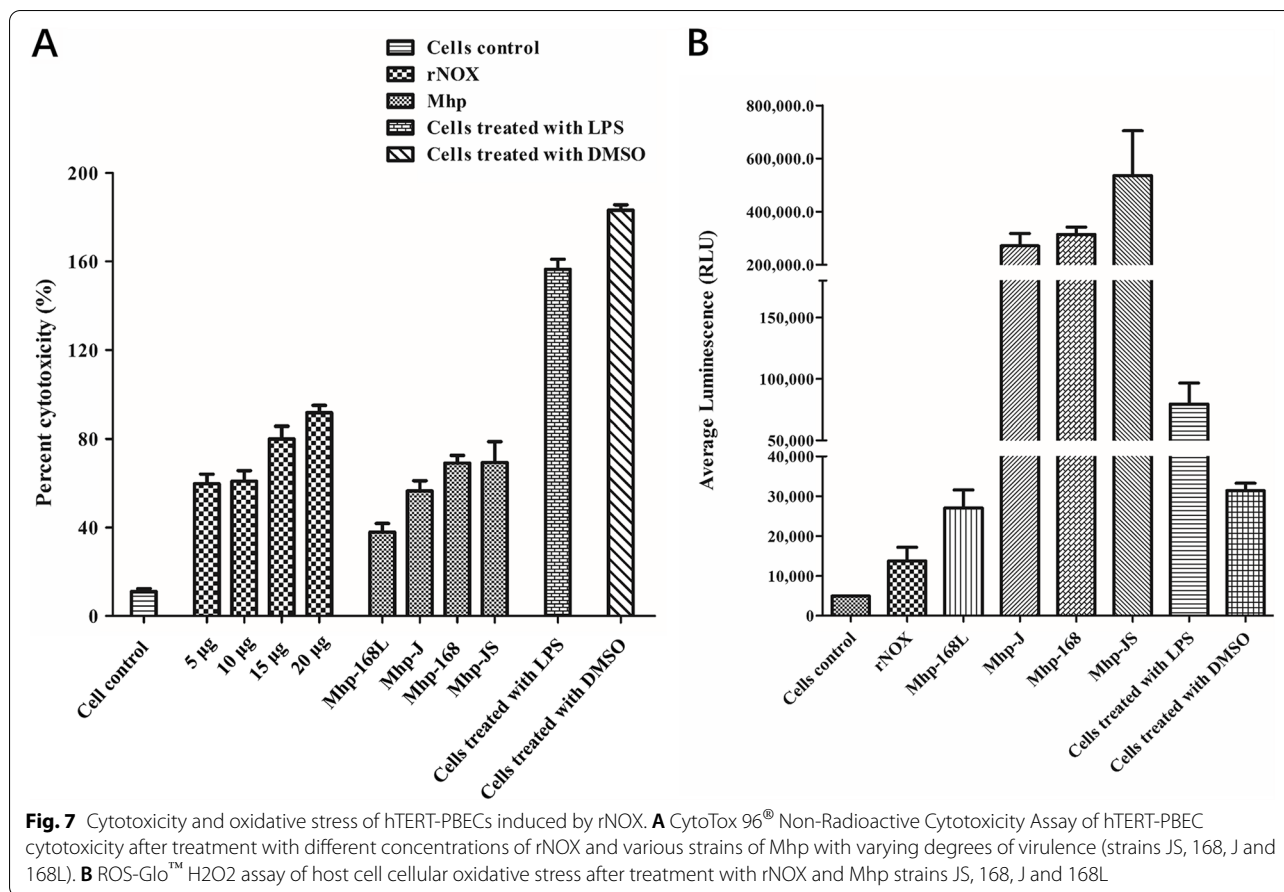 A
Cells control
rNOX
Mhp
Cells treated with LPS
Cells treated with DMSO
Percent cytotoxicity (%)
200
160
120
80
40
0
Cell control
5 µg
10 µg
15 µg
20 µg
Mhp-168L
Mhp-J
Mhp-168
Mhp-JS
Cells treated with LPS
Cells treated with DMSO
B
Average Luminescence (RLU)
800,000.0
600,000.0
400,000.0
200,000.0
150,000
100,000
50,000
40,000
30,000
20,000
10,000
0
Cells control
rNOX
Mhp-168L
Mhp-J
Mhp-168
Mhp-JS
Cells treated with LPS
Cells treated with DMSO
Fig. 7 Cytotoxicity and oxidative stress of hTERT-PBECs induced by rNOX. A CytoTox 96® Non-Radioactive Cytotoxicity Assay of hTERT-PBEC
cytotoxicity after treatment with different concentrations of rNOX and various strains of Mhp with varying degrees of virulence (strains JS, 168, J and
168L). B ROS-Glo™ H2O2 assay of host cell cellular oxidative stress after treatment with rNOX and Mhp strains JS, 168, J and 168L